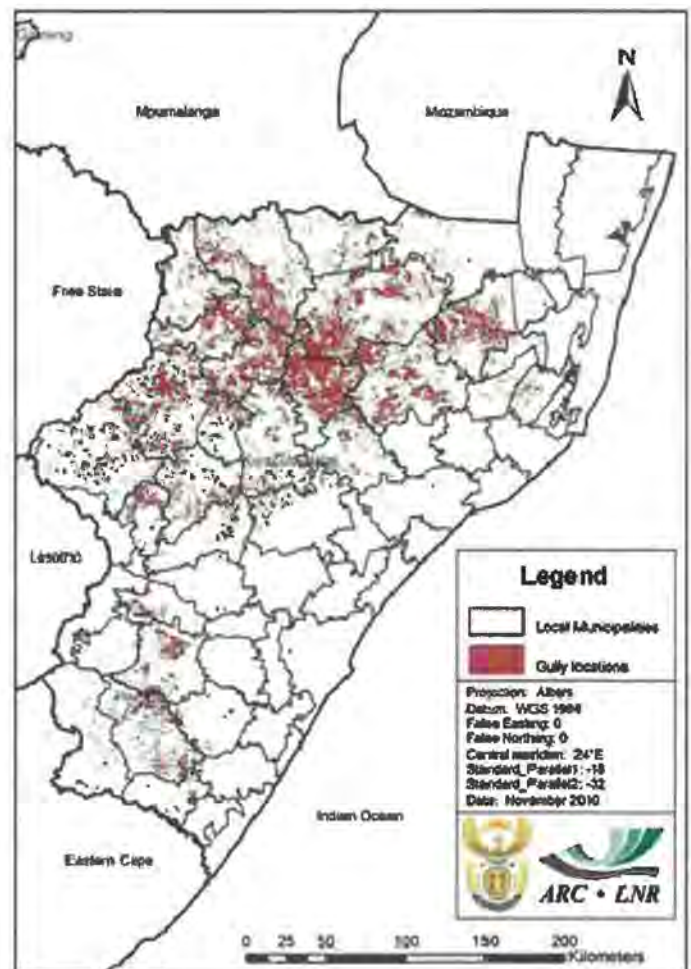 Mpumalanga
Mozambique
N
Free State
Lesotho
Eastern Cape
Indian Ocean
Legend
Local Municipalities
Gully locations
Projection: Albers
Datum: WGS 1984
False Easting: 0
False Northing: 0
Central meridian: 24°E
Standard_Parallel1: -18
Standard_Parallel2: -32
Date: November 2010
ARC • LNR
0 25 50 100 150 200
Kilometers